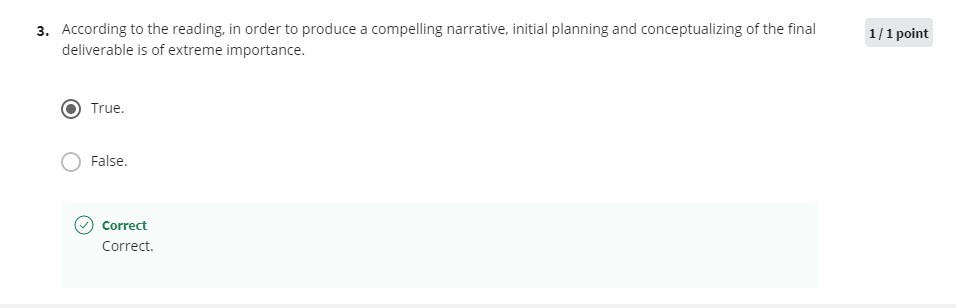 3. According to the reading, in order to produce a compelling narrative, initial planning and conceptualizing of the final
deliverable is of extreme importance.
1 / 1 point
True.
False.
Correct
Correct.